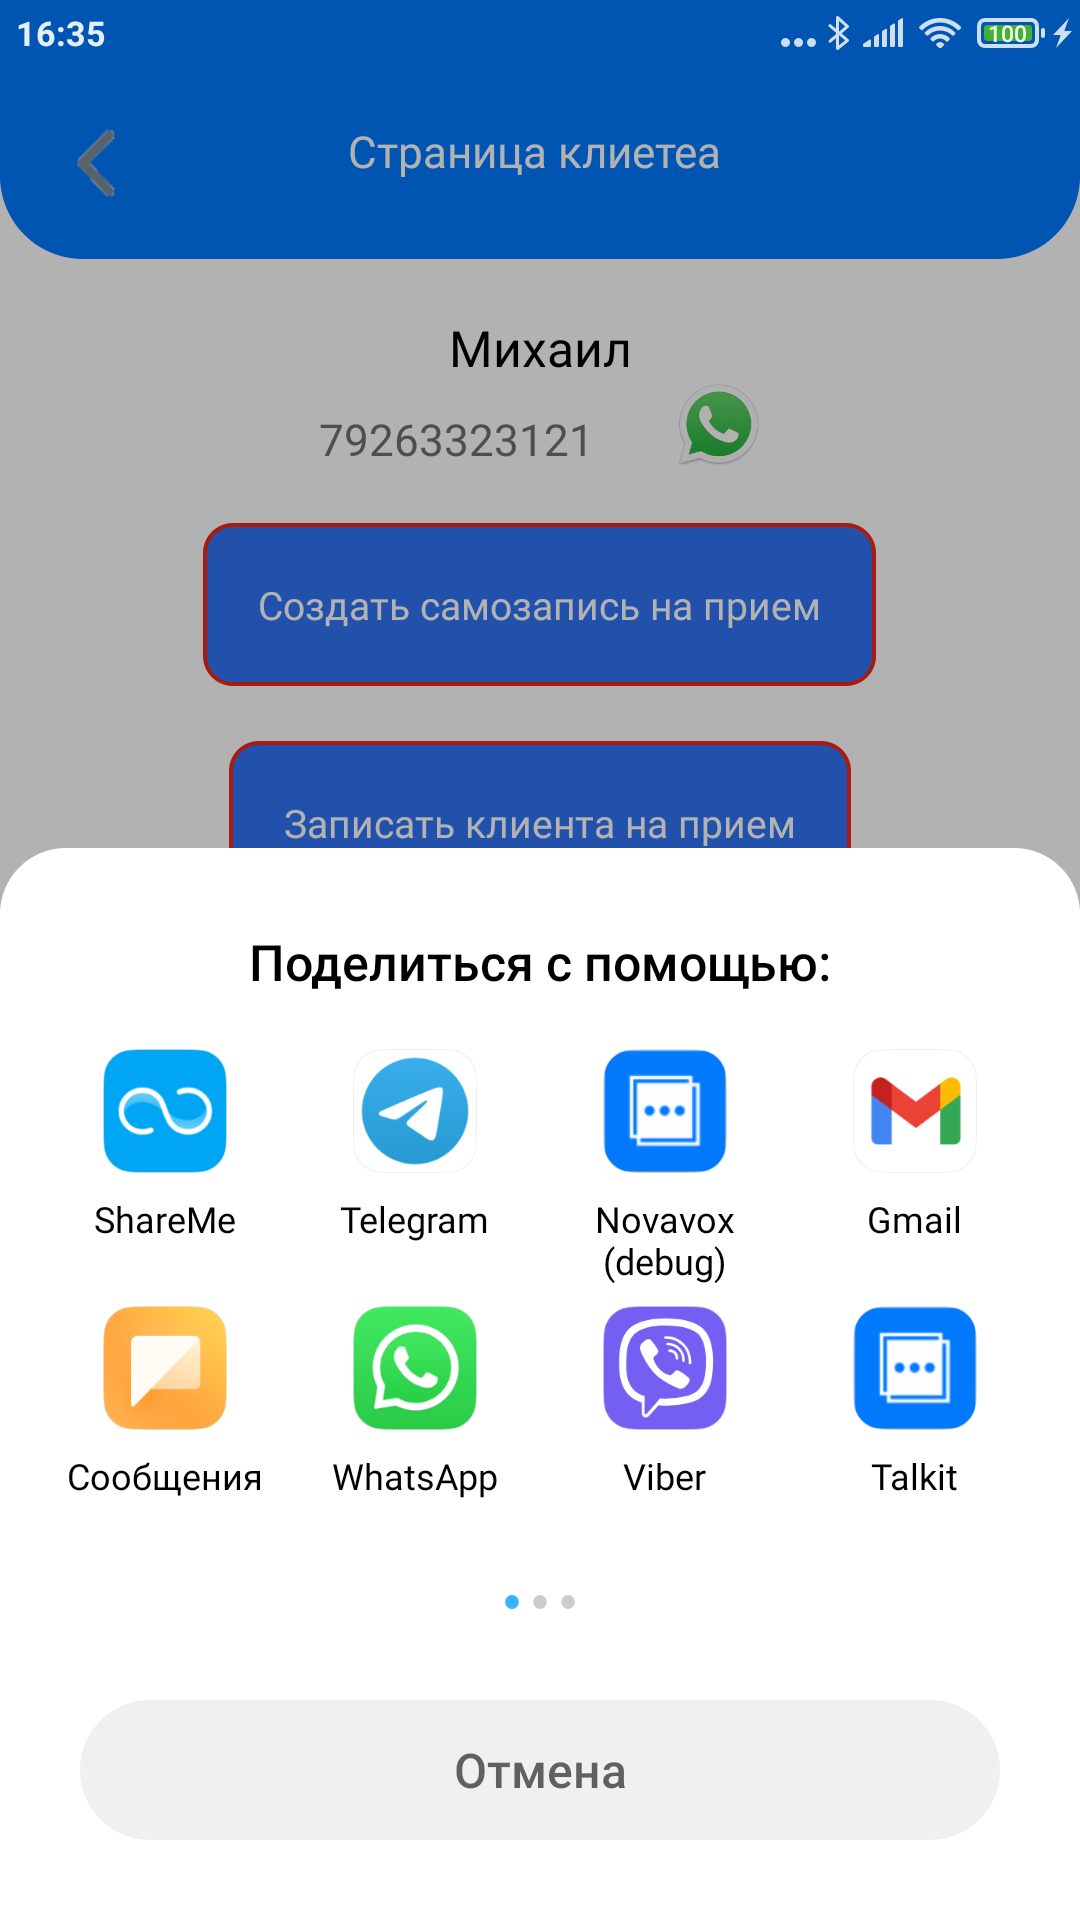 16:35
100
Страница клиетеа
Михаил
79263323121
Создать самозапись на прием
Записать клиента на прием
Поделиться с помощью:
ShareMe
Telegram
Novavox
(debug)
Gmail
Сообщения
WhatsApp
Viber
Talkit
Отмена